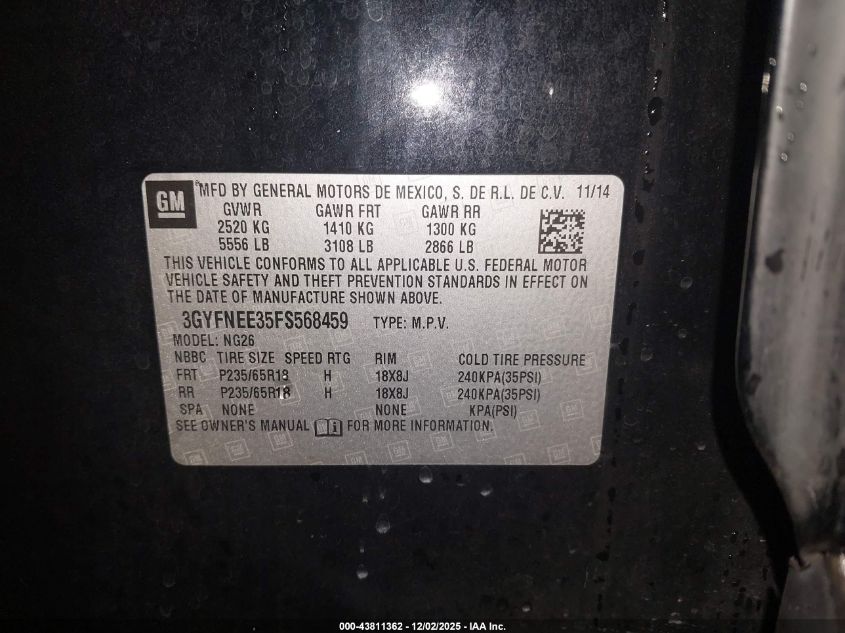 GM
® MFD BY GENERAL MOTORS DE MEXICO, S. DE R.L. DE C.V. 11/14
GVWR GAWR FRT GAWR RR
2520 KG 1410 KG 1300 KG
5556 LB 3108 LB 2866 LB
THIS VEHICLE CONFORMS TO ALL APPLICABLE U.S. FEDERAL MOTOR
VEHICLE SAFETY AND THEFT PREVENTION STANDARDS IN EFFECT ON
THE DATE OF MANUFACTURE SHOWN ABOVE.
3GYFNEE35FS568459 TYPE: M.P.V.
MODEL: NG26
NBBC TIRE SIZE SPEED RTG RIM COLD TIRE PRESSURE
FRT P235/65R18 H 18X8J 240KPA(35PSI)
RR P235/65R18 H 18X8J 240KPA(35PSI)
SPA NONE NONE KPA(PSI)
SEE OWNER'S MANUAL FOR MORE INFORMATION.
000-43811362 - 12/02/2025 - IAA Inc.